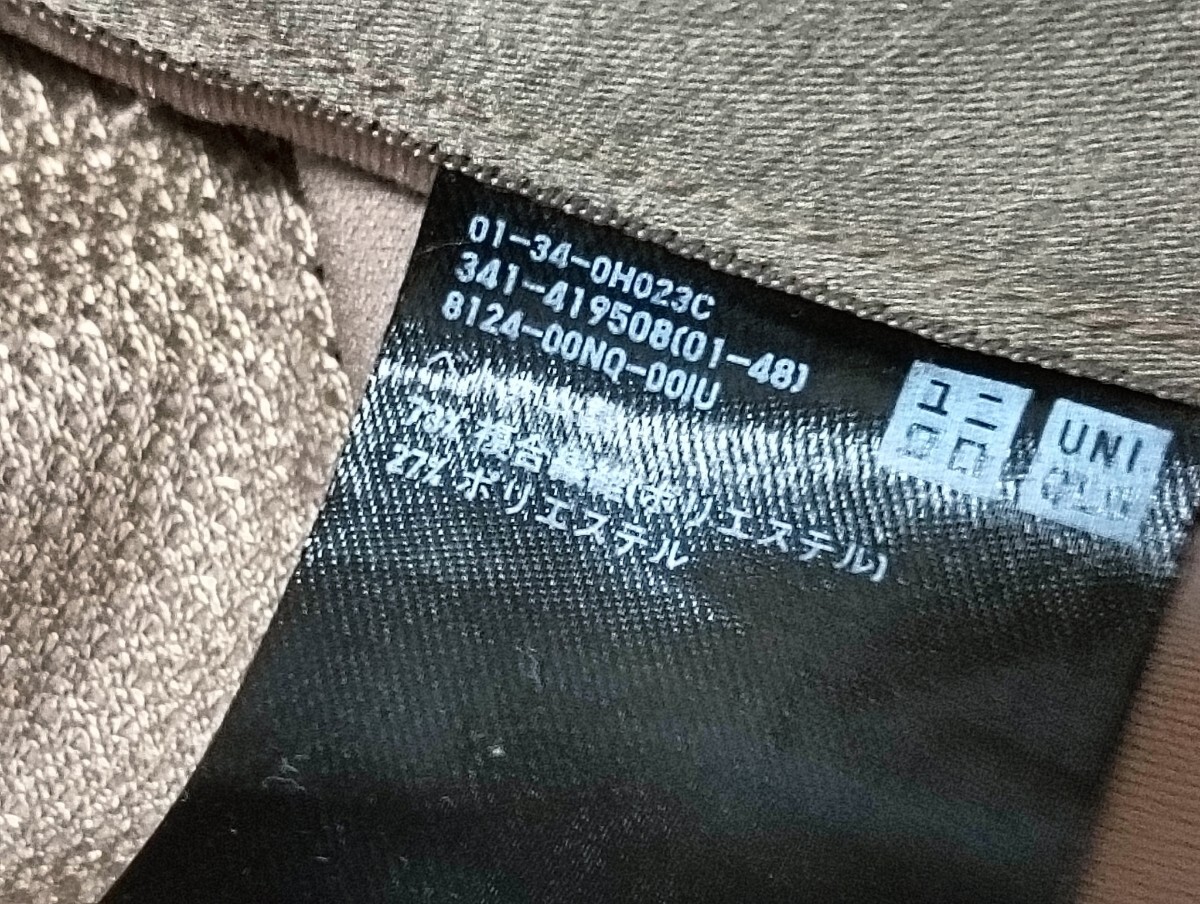 01-34-0H023C
341-419508(01-48)
8124-00NQ-00IU
73% 複合繊維(ポリエステル)
27% ポリエステル
ユニ
クロ
UNI
QLO